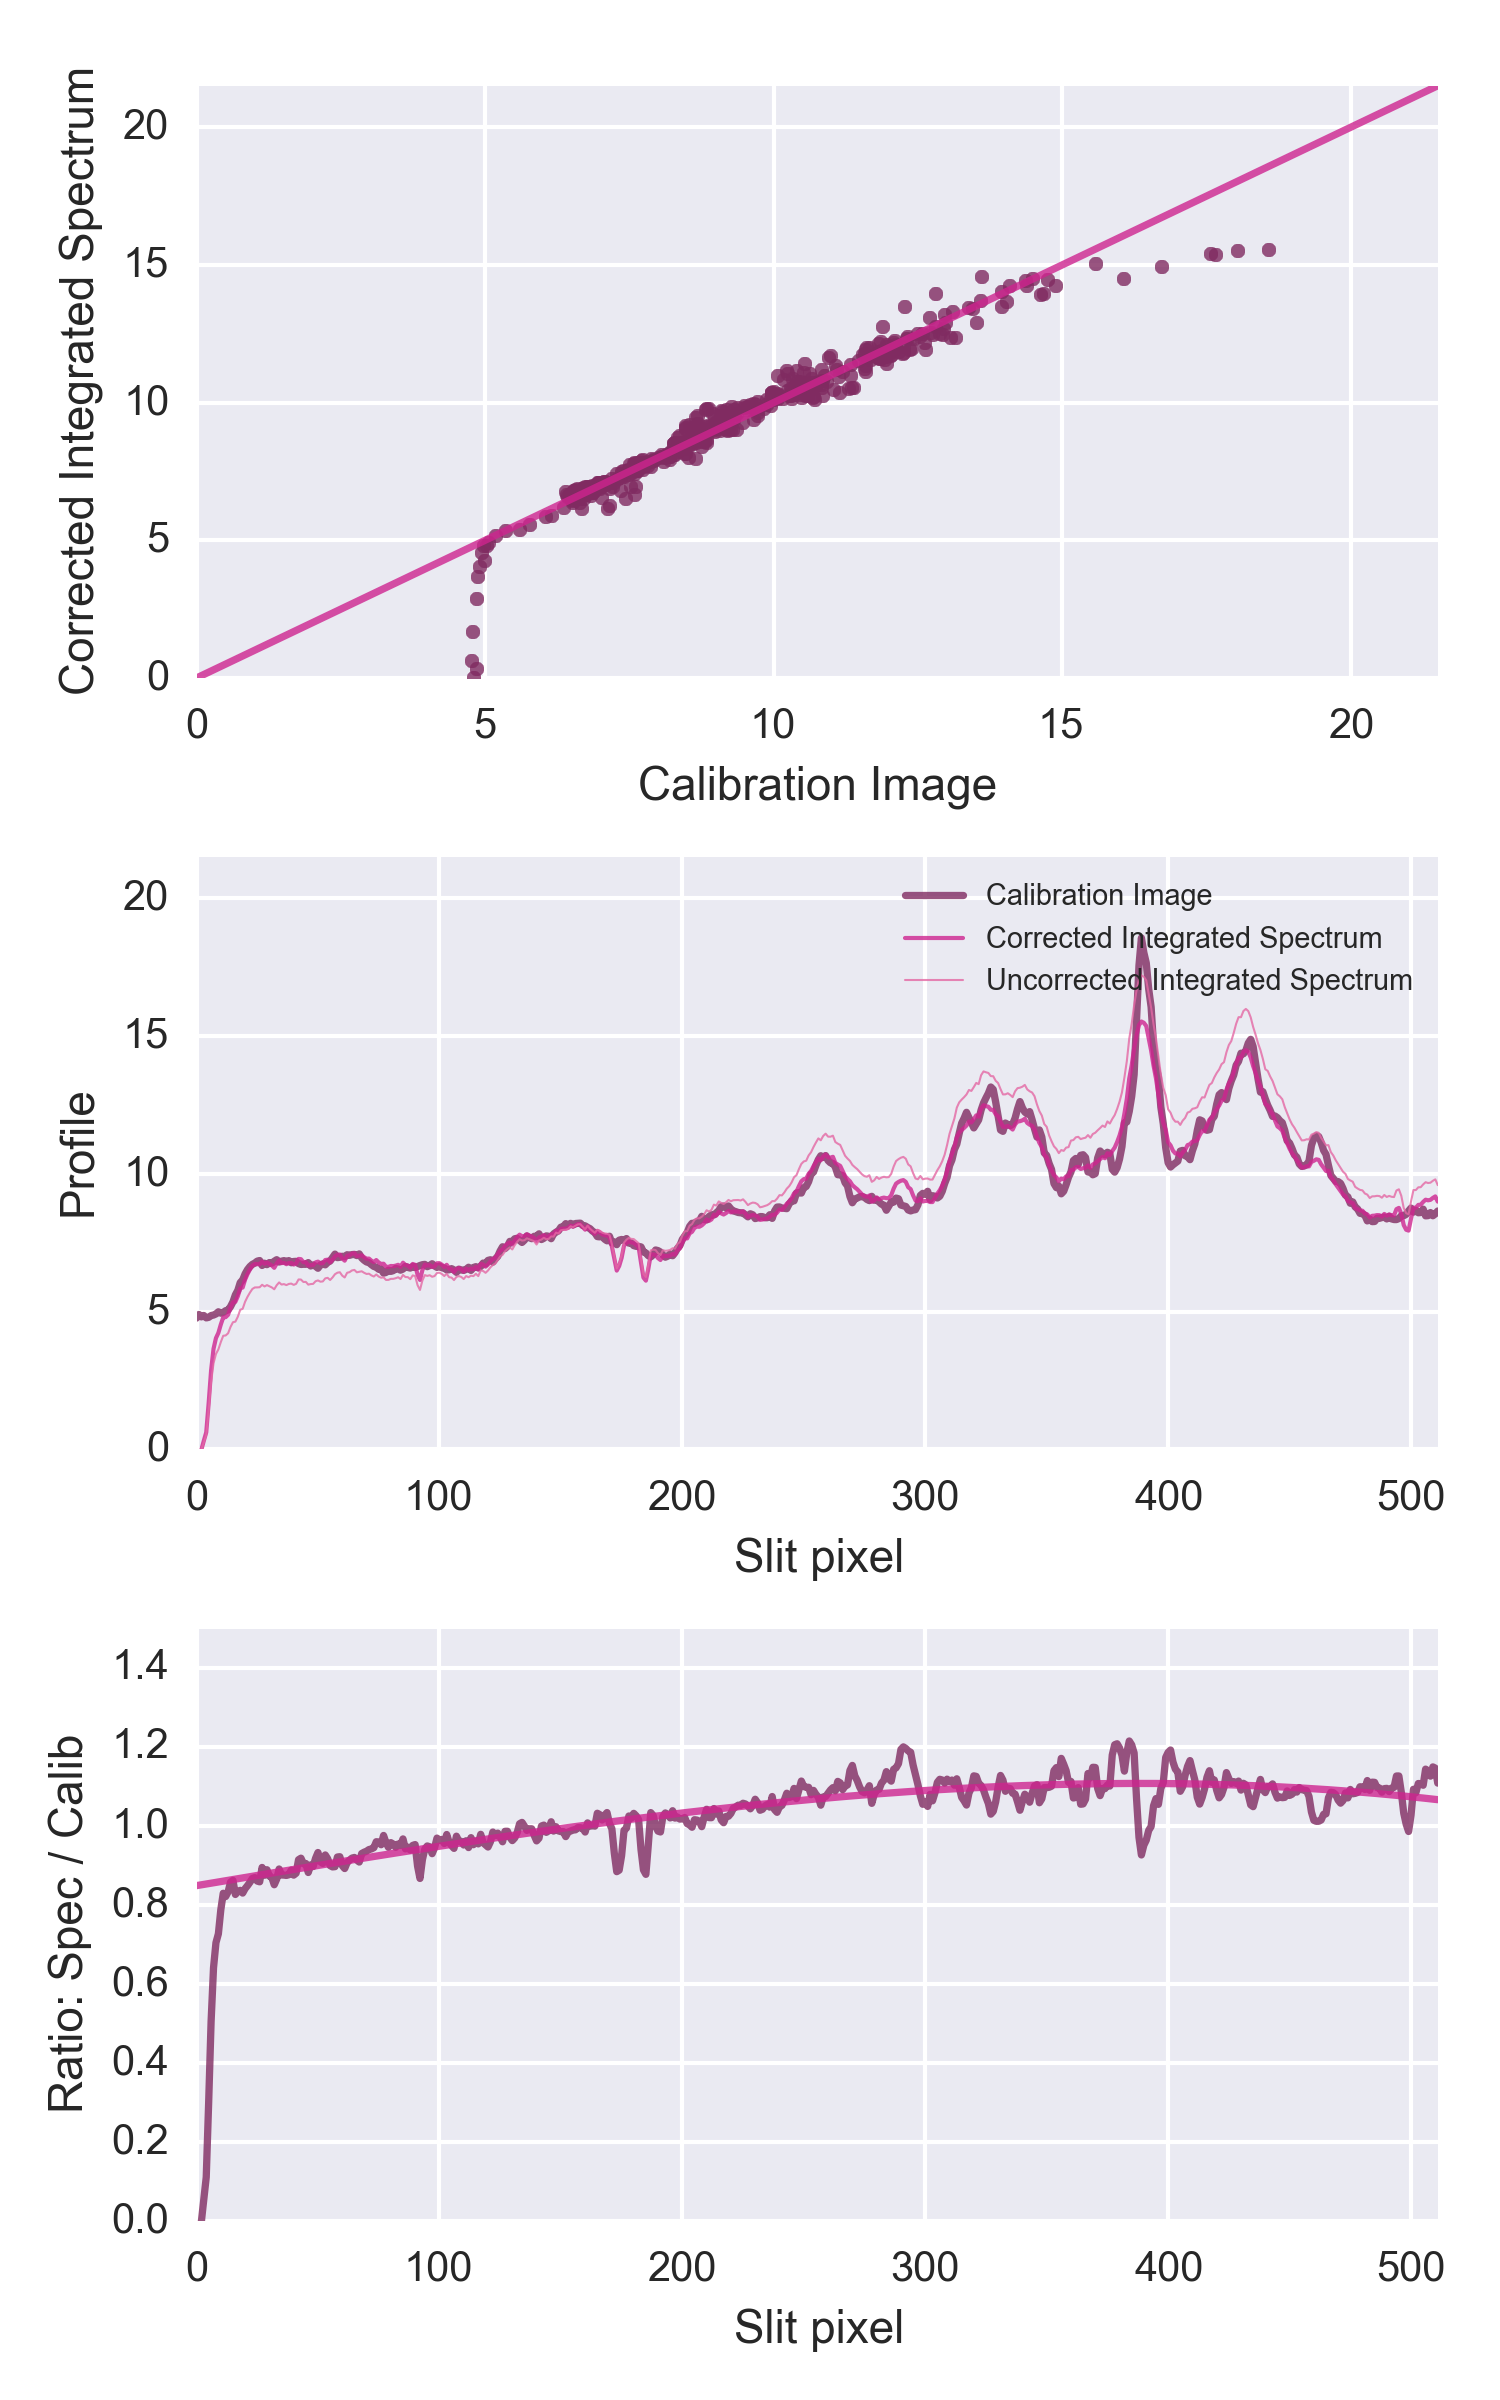 Corrected Integrated Spectrum
20
15
10
5
0
0 5 10 15 20
Calibration Image
Profile
20
15
10
5
0
Calibration Image
Corrected Integrated Spectrum
Uncorrected Integrated Spectrum
0 100 200 300 400 500
Slit pixel
Ratio: Spec / Calib
1.4
1.2
1.0
0.8
0.6
0.4
0.2
0.0
0 100 200 300 400 500
Slit pixel